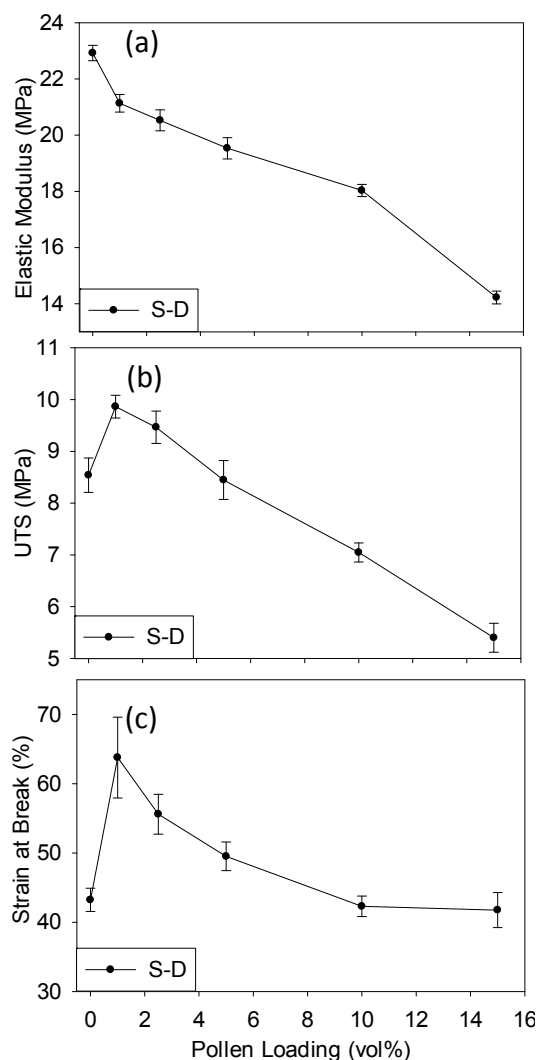 (a)
Elastic Modulus (MPa)
24
22
20
18
16
14
S-D
(b)
UTS (MPa)
11
10
9
8
7
6
5
S-D
(c)
Strain at Break (%)
70
60
50
40
30
S-D
0 2 4 6 8 10 12 14 16
Pollen Loading (vol%)